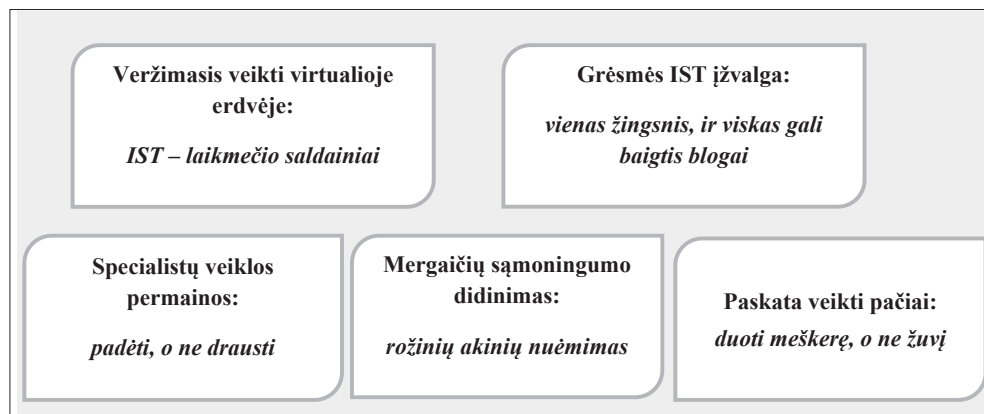 Veržimasis veikti virtualioje
erdvėje:
IST – laikmečio saldainiai
Grėsmės IST įžvalga:
vienas žingsnis, ir viskas gali
baigtis blogai
Specialistų veiklos
permainos:
padėti, o ne drausti
Mergaičių sąmoningumo
didinimas:
rožinių akinių nuėmimas
Paskata veikti pačiai:
duoti meškerę, o ne žuvį